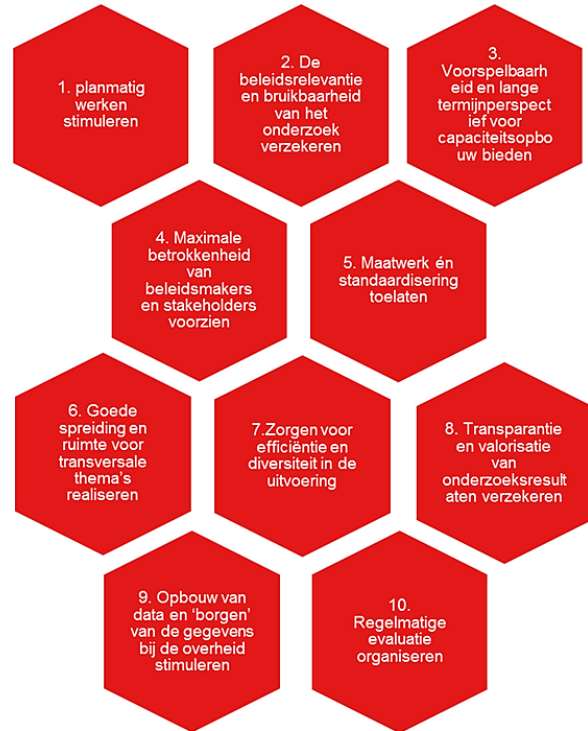 1. planmatig
werken
stimuleren
2. De
beleidsrelevantie
en bruikbaarheid
van het
onderzoek
verzekeren
3.
Voorspelbaarh
eid en lange
termijnperspect
ief voor
capaciteitsopbo
uw bieden
4. Maximale
betrokkenheid
van
beleidsmakers
en stakeholders
voorzien
5. Maatwerk én
standaardisering
toelaten
6. Goede
spreiding en
ruimte voor
transversale
thema's
realiseren
7.Zorgen voor
efficiëntie en
diversiteit in de
uitvoering
8. Transparantie
en valorisatie
van
onderzoeksresult
aten verzekeren
9. Opbouw van
data en ‘borgen’
van de gegevens
bij de overheid
stimuleren
10.
Regelmatige
evaluatie
organiseren